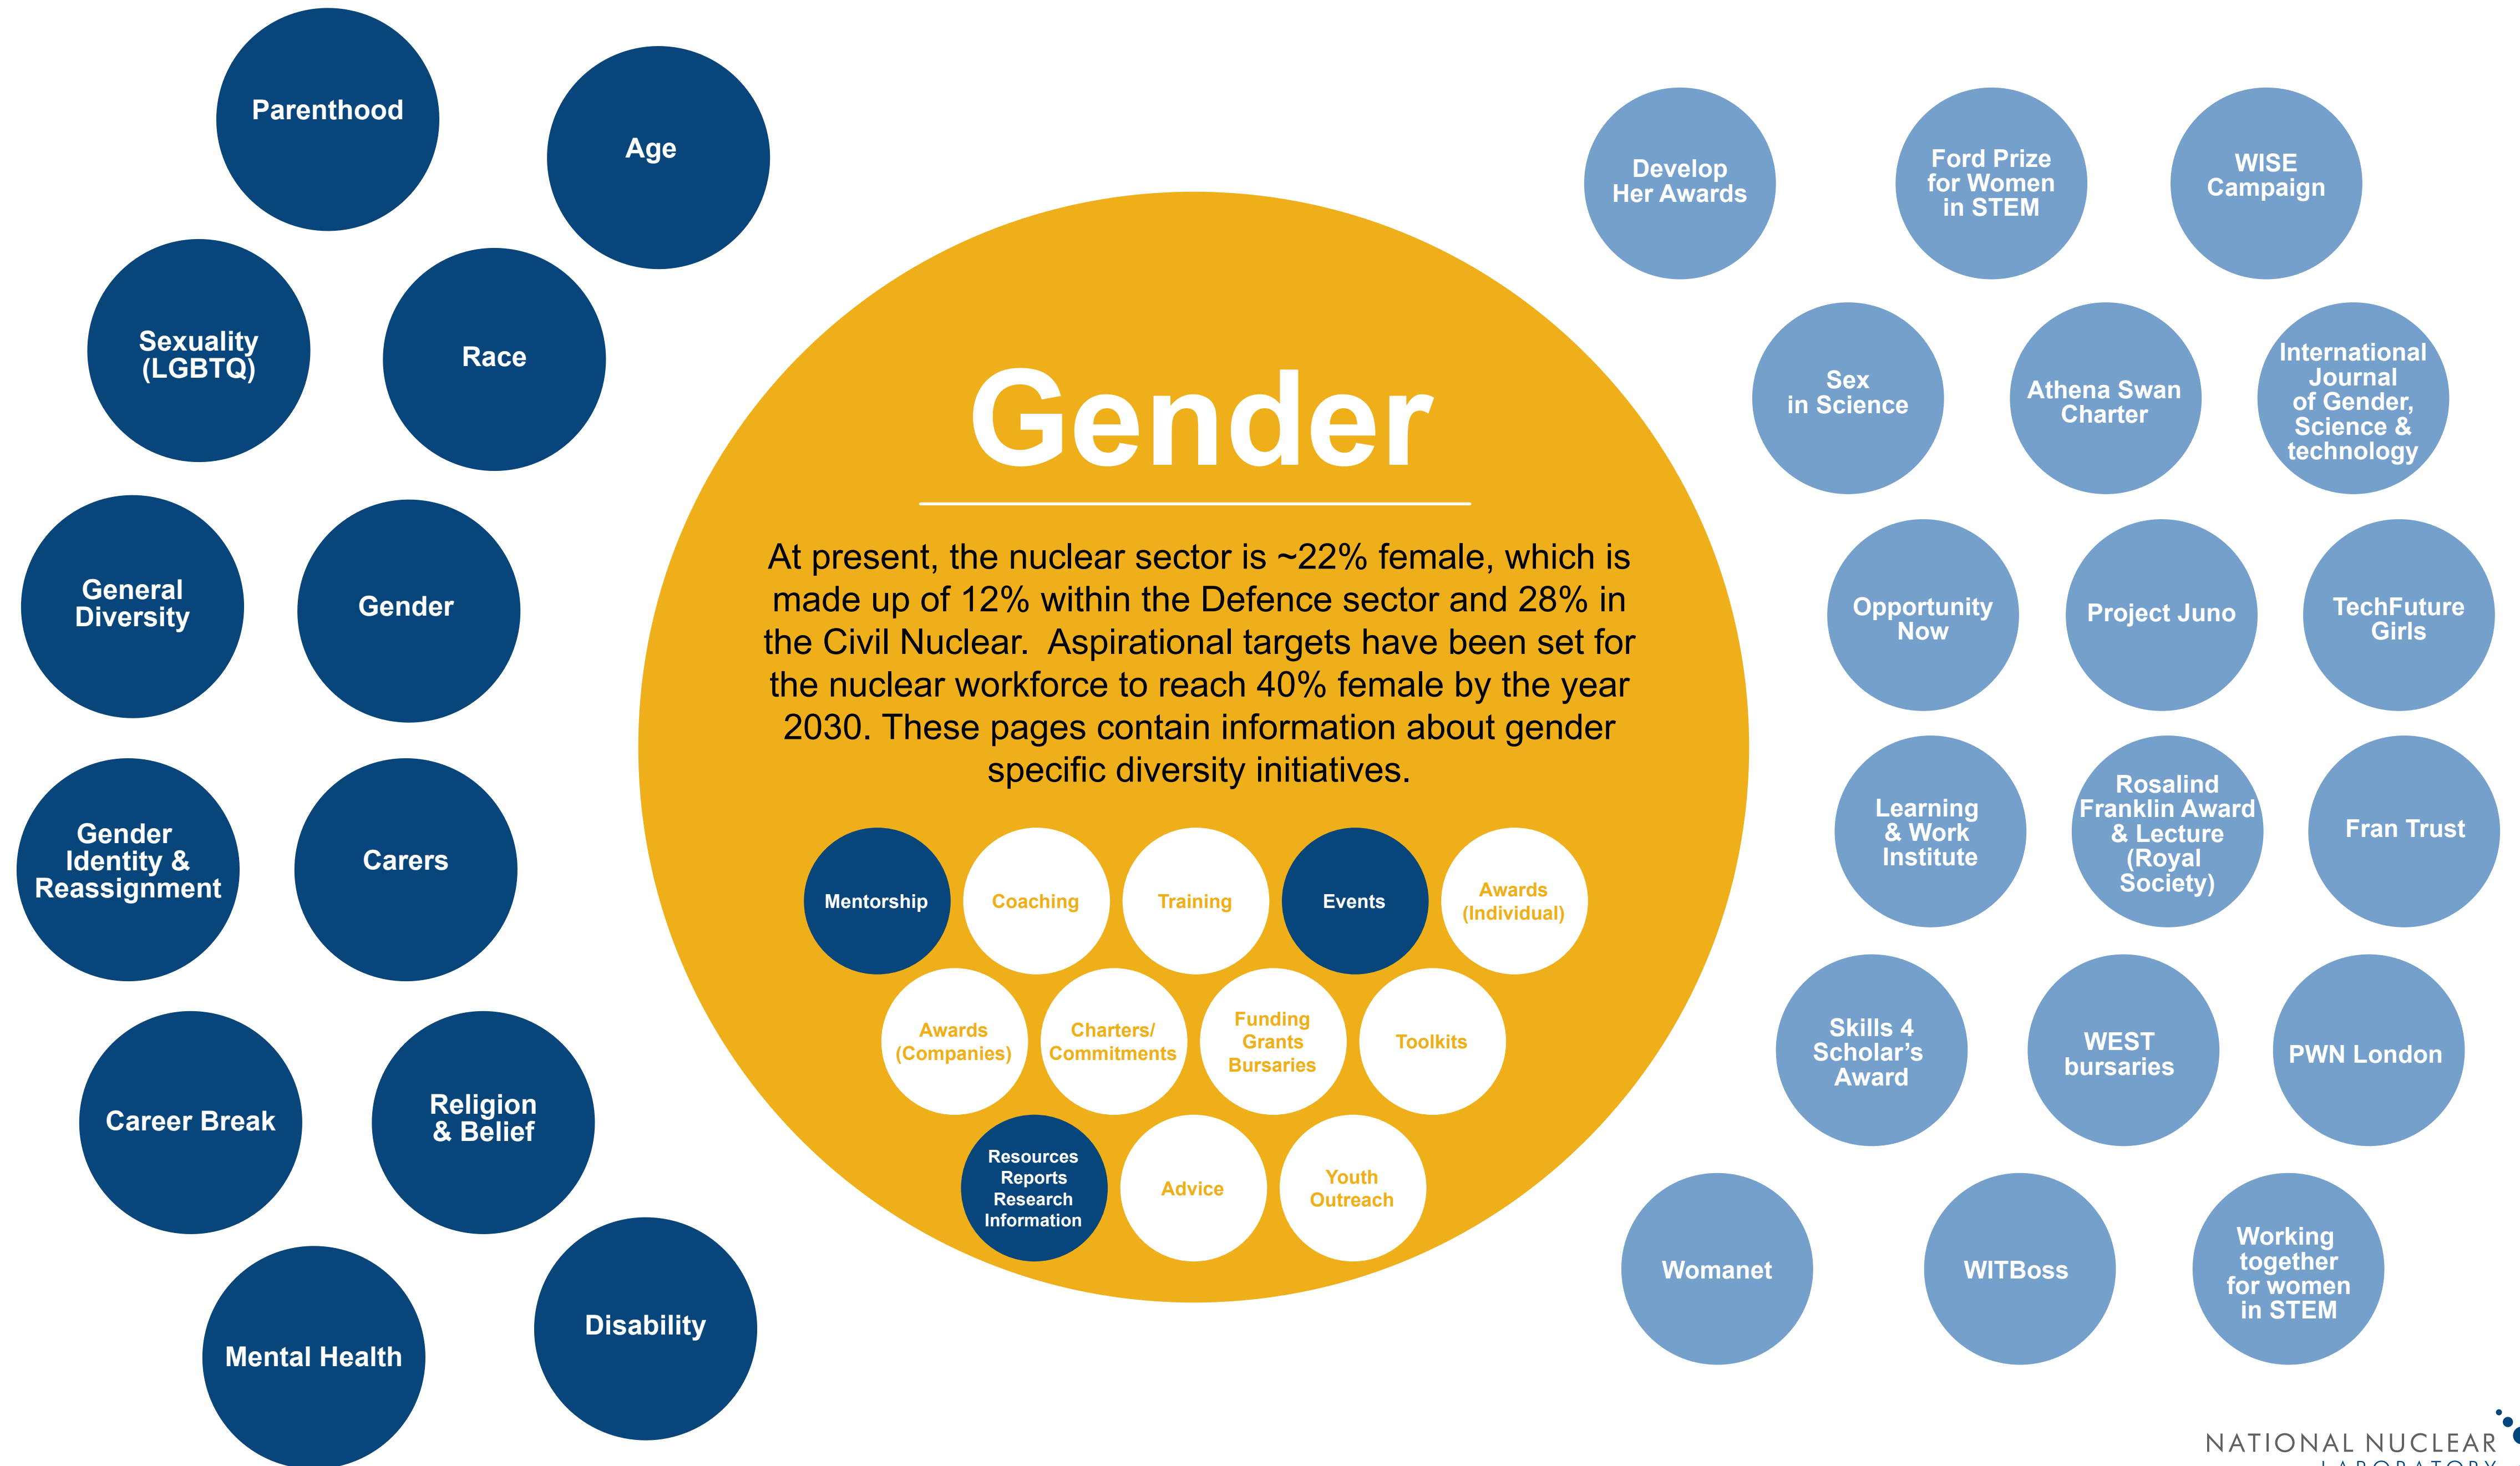 Parenthood
Age
Sexuality
(LGBTQ)
Race
General
Diversity
Gender
Gender
Identity &
Reassignment
Carers
Career Break
Religion
& Belief
Mental Health
Disability
Gender
At present, the nuclear sector is ~22% female, which is
made up of 12% within the Defence sector and 28% in
the Civil Nuclear.  Aspirational targets have been set for
the nuclear workforce to reach 40% female by the year
2030. These pages contain information about gender
specific diversity initiatives.
Mentorship
Coaching
Training
Events
Awards
(Individual)
Awards
(Companies)
Charters/
Commitments
Funding
Grants
Bursaries
Toolkits
Resources
Reports
Research
Information
Advice
Youth
Outreach
Develop
Her Awards
Ford Prize
for Women
in STEM
WISE
Campaign
Sex
in Science
Athena Swan
Charter
International
Journal
of Gender,
Science &
technology
Opportunity
Now
Project Juno
TechFuture
Girls
Learning
& Work
Institute
Rosalind
Franklin Award
& Lecture
(Royal
Society)
Fran Trust
Skills 4
Scholar’s
Award
WEST
bursaries
PWN London
Womanet
WITBoss
Working
together
for women
in STEM
NATIONAL NUCLEAR
LABORATORY